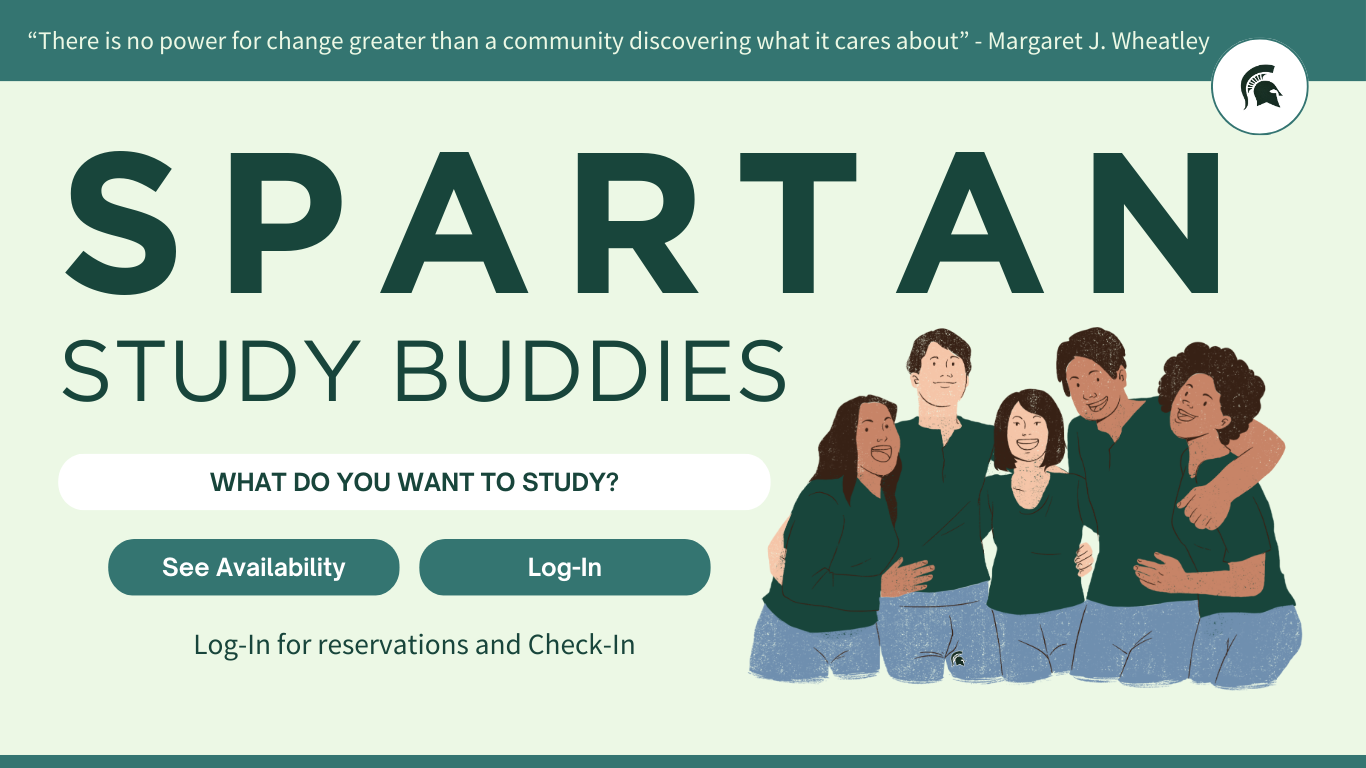 “There is no power for change greater than a community discovering what it cares about” - Margaret J. Wheatley
SPARTAN
STUDY BUDDIES
WHAT DO YOU WANT TO STUDY?
See Availability
Log-In
Log-In for reservations and Check-In